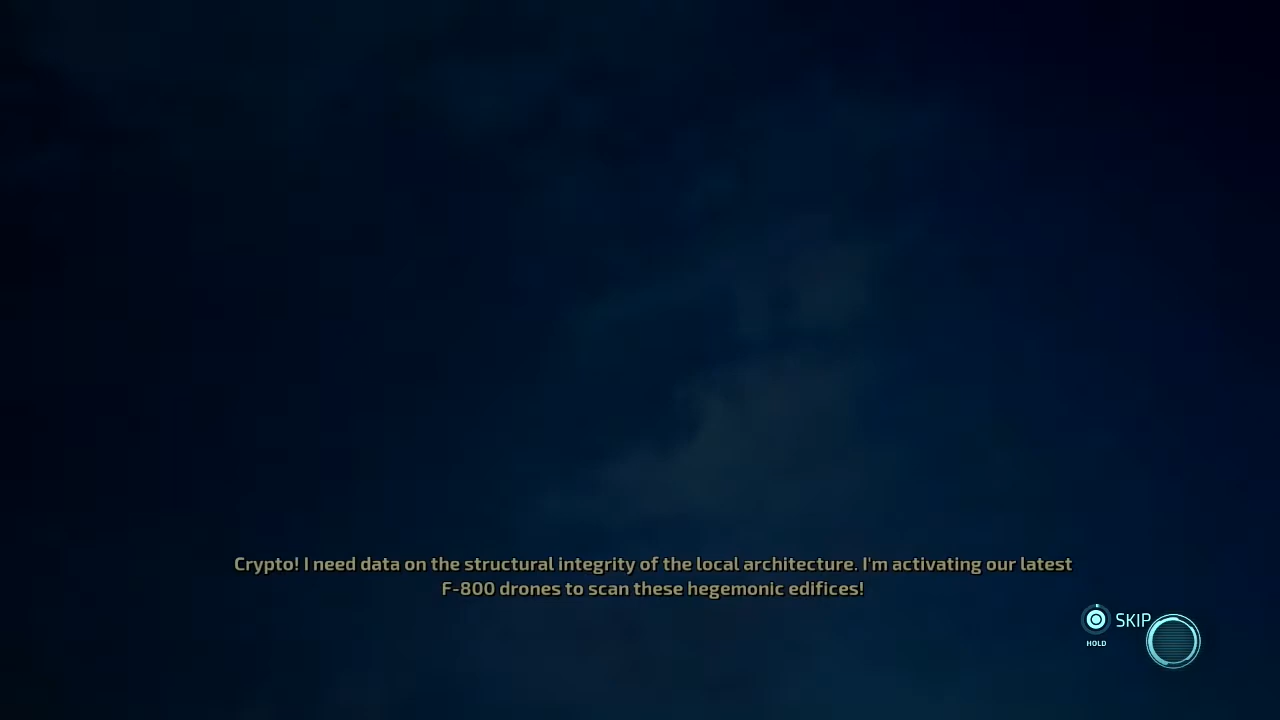 Crypto! I need data on the structural integrity of the local architecture. I'm activating our latest
F-800 drones to scan these hegemonic edifices!
SKIP
HOLD